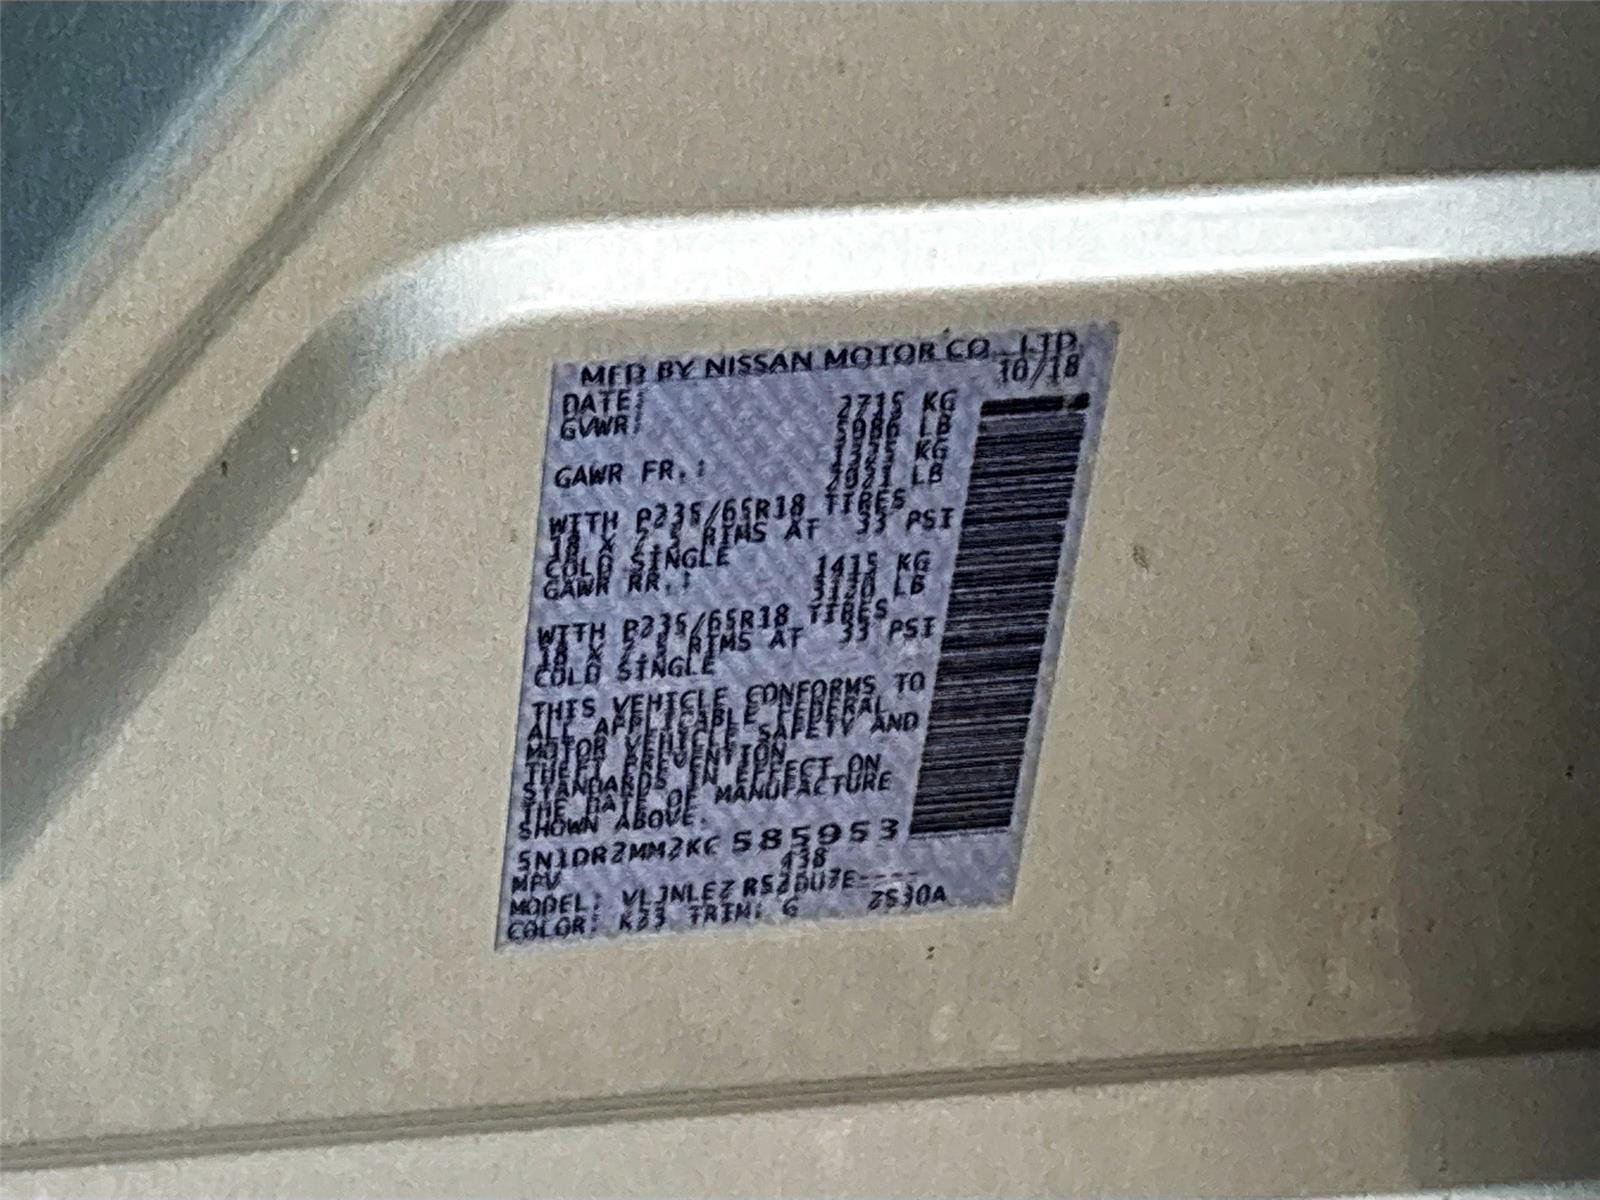 MFD BY NISSAN MOTOR CO., LTD.
DATE: 10/18
GVWR: 2715 KG
5986 LB
GAWR FR.: KG
LB
WITH P235/65R18 TIRES
18 X 7.5 RIMS AT 33 PSI
COLD SINGLE
GAWR RR.: 1415 KG
3120 LB
WITH P235/65R18 TIRES
18 X 7.5 RIMS AT 33 PSI
COLD SINGLE
THIS VEHICLE CONFORMS TO
ALL APPLICABLE FEDERAL
MOTOR VEHICLE SAFETY AND
THEFT PREVENTION
STANDARDS IN EFFECT ON
THE DATE OF MANUFACTURE
SHOWN ABOVE.
5N1DR2MM2KC585953
MPV 438
MODEL:
COLOR: K23 TRIM: G